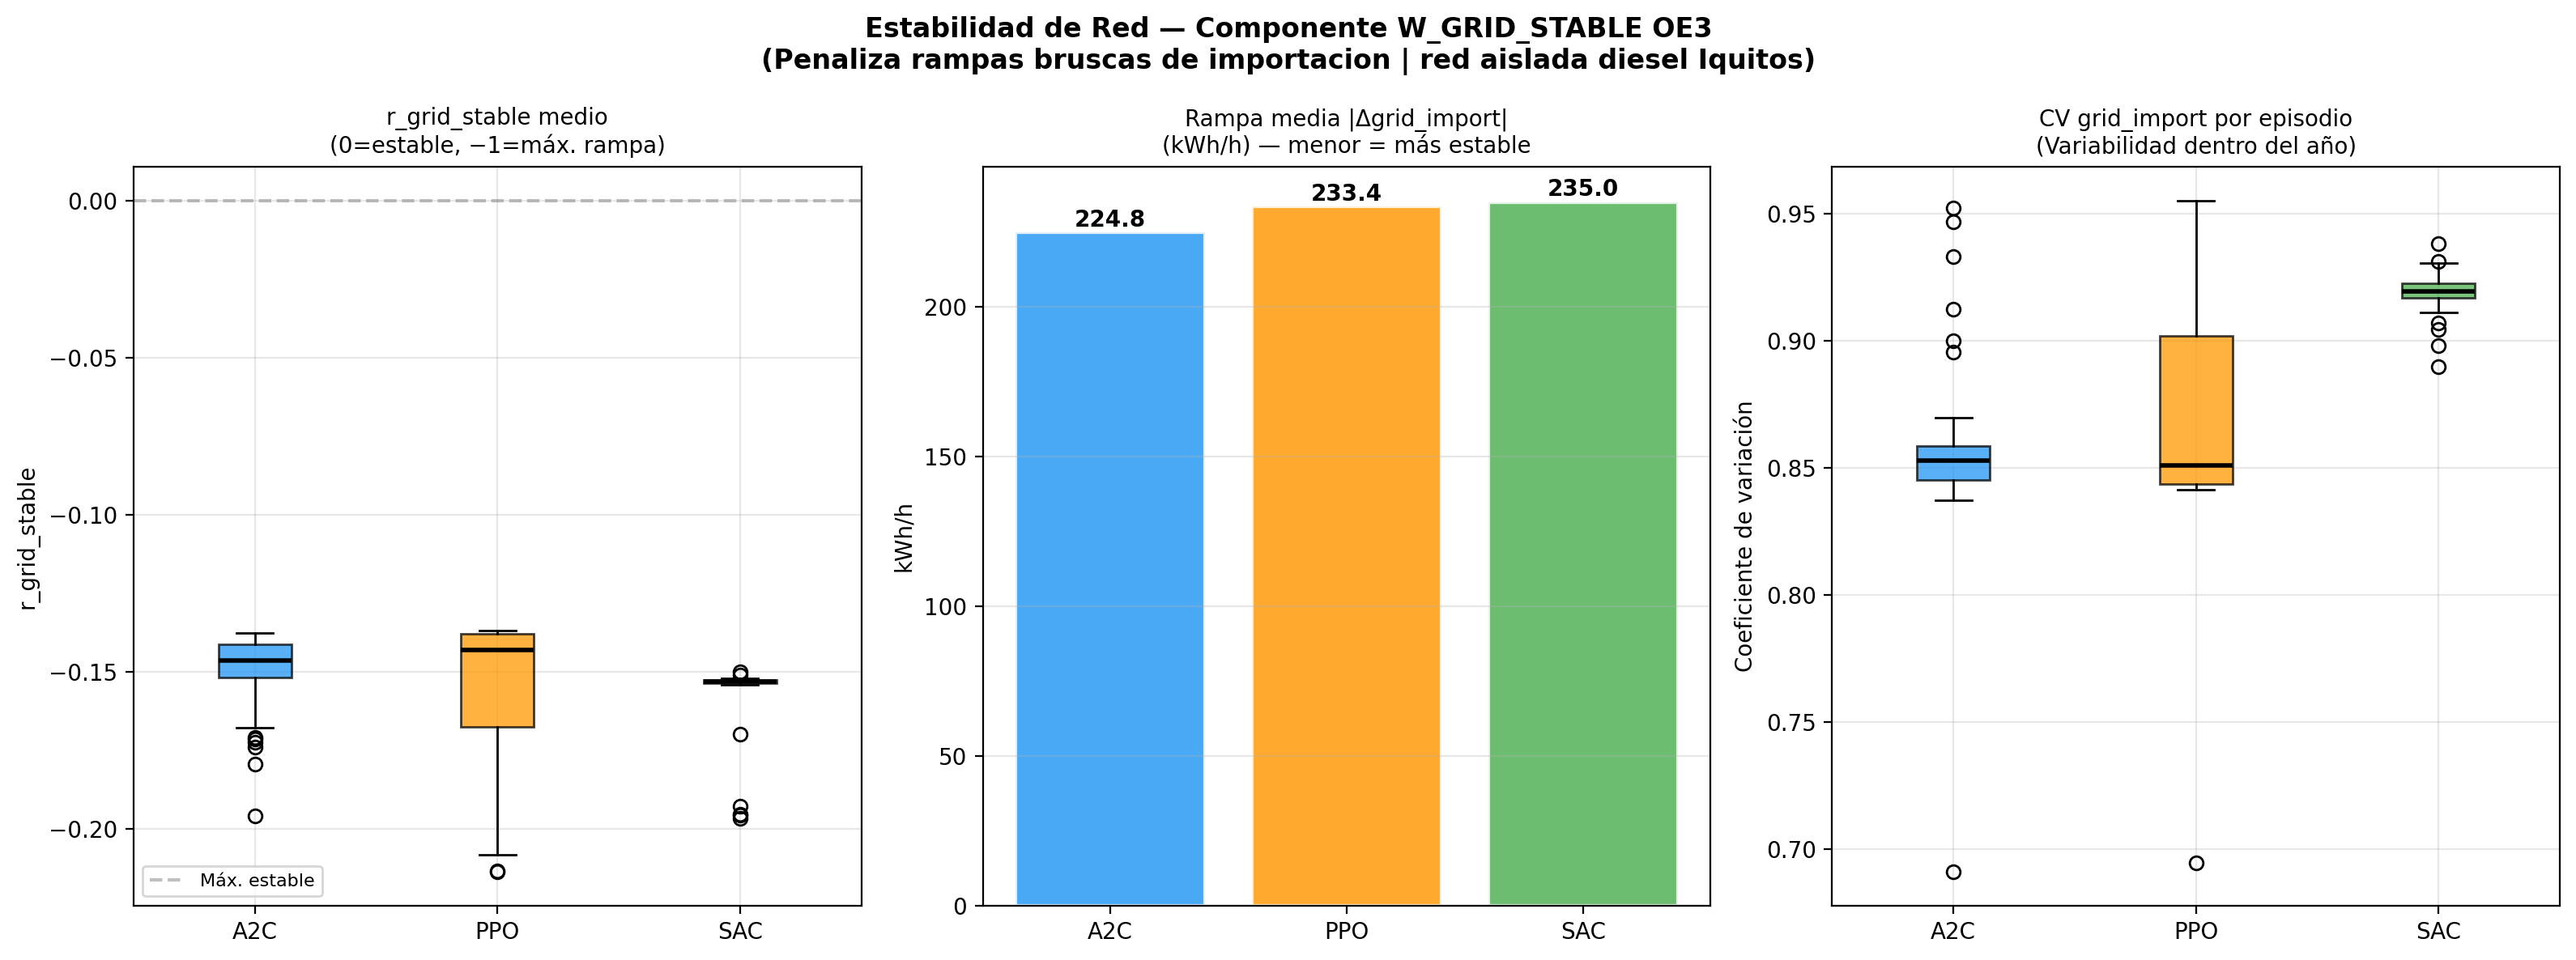 Estabilidad de Red — Componente W_GRID_STABLE OE3
(Penaliza rampas bruscas de importacion | red aislada diesel Iquitos)
r_grid_stable medio
(0=estable, −1=máx. rampa)
r_grid_stable
0.00
−0.05
−0.10
−0.15
−0.20
Máx. estable
A2C
PPO
SAC
Rampa media |Δgrid_import|
(kWh/h) — menor = más estable
kWh/h
200
150
100
50
0
224.8
233.4
235.0
A2C
PPO
SAC
CV grid_import por episodio
(Variabilidad dentro del año)
Coeficiente de variación
0.95
0.90
0.85
0.80
0.75
0.70
A2C
PPO
SAC